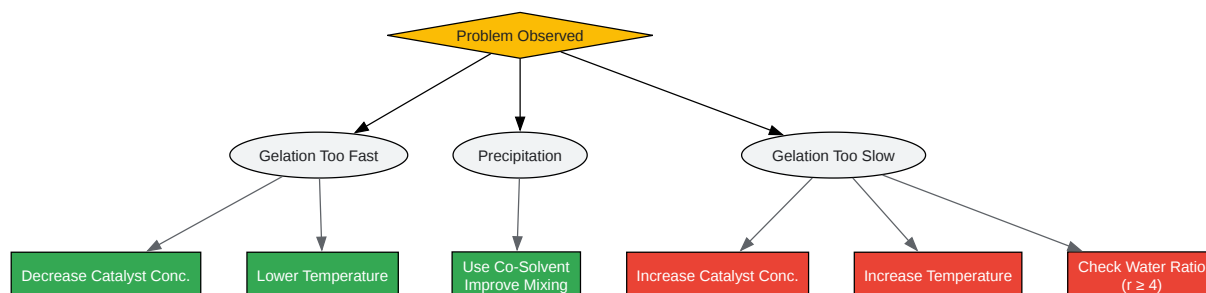 Problem Observed
Gelation Too Fast
Precipitation
Gelation Too Slow
Decrease Catalyst Conc.
Lower Temperature
Use Co-Solvent
Improve Mixing
Increase Catalyst Conc.
Increase Temperature
Check Water Ratio
(r ≥ 4)